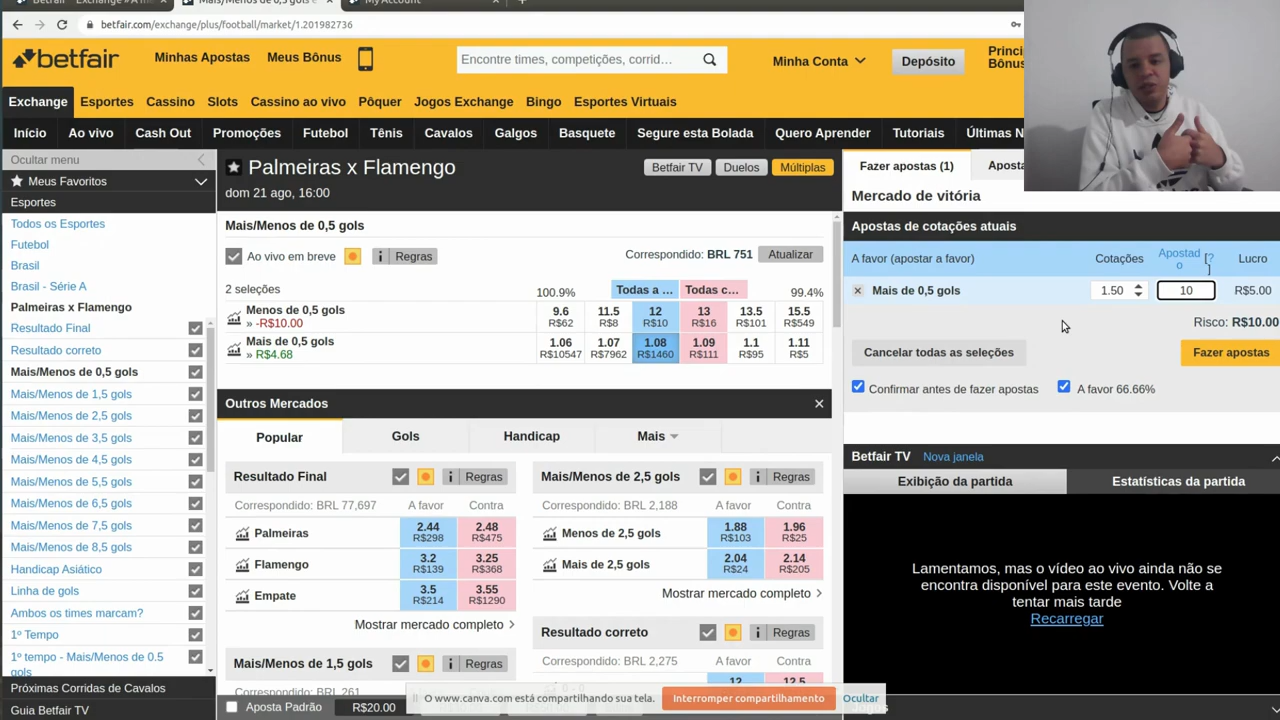 Betfair
Exchange
Mais/Menos de 0,5 gols
My Account
betfair.com/exchange/plus/football/market/1.201982736
betfair
Minhas Apostas
Meus Bônus
Encontre times, competições, corrid…
Minha Conta
Depósito
Bônus
Exchange
Esportes
Cassino
Slots
Cassino ao vivo
Pôquer
Jogos Exchange
Bingo
Esportes Virtuais
Início
Ao vivo
Cash Out
Promoções
Futebol
Tênis
Cavalos
Galgos
Basquete
Segure esta Bolada
Quero Aprender
Tutoriais
Últimas N
Ocultar menu
Meus Favoritos
Esportes
Todos os Esportes
Futebol
Brasil
Brasil - Série A
Palmeiras x Flamengo
Resultado Final
Resultado correto
Mais/Menos de 0,5 gols
Mais/Menos de 1,5 gols
Mais/Menos de 2,5 gols
Mais/Menos de 3,5 gols
Mais/Menos de 4,5 gols
Mais/Menos de 5,5 gols
Mais/Menos de 6,5 gols
Mais/Menos de 7,5 gols
Mais/Menos de 8,5 gols
Handicap Asiático
Linha de gols
Ambos os times marcam?
1º Tempo
1º tempo - Mais/Menos de 0.5
gols
Próximas Corridas de Cavalos
Guia Betfair TV
Palmeiras x Flamengo
Betfair TV
Duelos
Múltiplas
dom 21 ago, 16:00
Mais/Menos de 0,5 gols
Ao vivo em breve
Regras
Correspondido: BRL 751
Atualizar
2 seleções
100.9%
Todas a ...
Todas c...
99.4%
Menos de 0,5 gols
» -R$10.00
9.6 11.5 12 13 13.5 15.5
R$62 R$8 R$10 R$16 R$101 R$549
Mais de 0,5 gols
» R$4.68
1.06 1.07 1.08 1.09 1.1 1.11
R$10547 R$7962 R$1460 R$111 R$95 R$5
Outros Mercados
Popular
Gols
Handicap
Mais
Resultado Final
Regras
Correspondido: BRL 77,697
A favor
Contra
Palmeiras
2.44 2.48
R$298 R$475
Flamengo
3.2 3.25
R$139 R$368
Empate
3.5 3.55
R$214 R$1290
Mostrar mercado completo
Mais/Menos de 1,5 gols
Regras
Correspondido: BRL 261
Mais/Menos de 2,5 gols
Regras
Correspondido: BRL 2,188
A favor
Contra
Menos de 2,5 gols
1.88 1.96
R$103 R$25
Mais de 2,5 gols
2.04 2.14
R$24 R$205
Mostrar mercado completo
Resultado correto
Regras
Correspondido: BRL 2,275
A favor
Contra
12 12.5
Aposta Padrão
R$20.00
O www.canva.com está compartilhando sua tela.
Interromper compartilhamento
Ocultar
Fazer apostas (1)
Mercado de vitória
Apostas de cotações atuais
A favor (apostar a favor)
Cotações
Apostad
o
[?
]
Lucro
Mais de 0,5 gols
1.50
10
R$5.00
Risco: R$10.00
Cancelar todas as seleções
Fazer apostas
Confirmar antes de fazer apostas
A favor 66.66%
Betfair TV
Nova janela
Exibição da partida
Estatísticas da partida
Lamentamos, mas o vídeo ao vivo ainda não se
encontra disponível para este evento. Volte a
tentar mais tarde
Recarregar